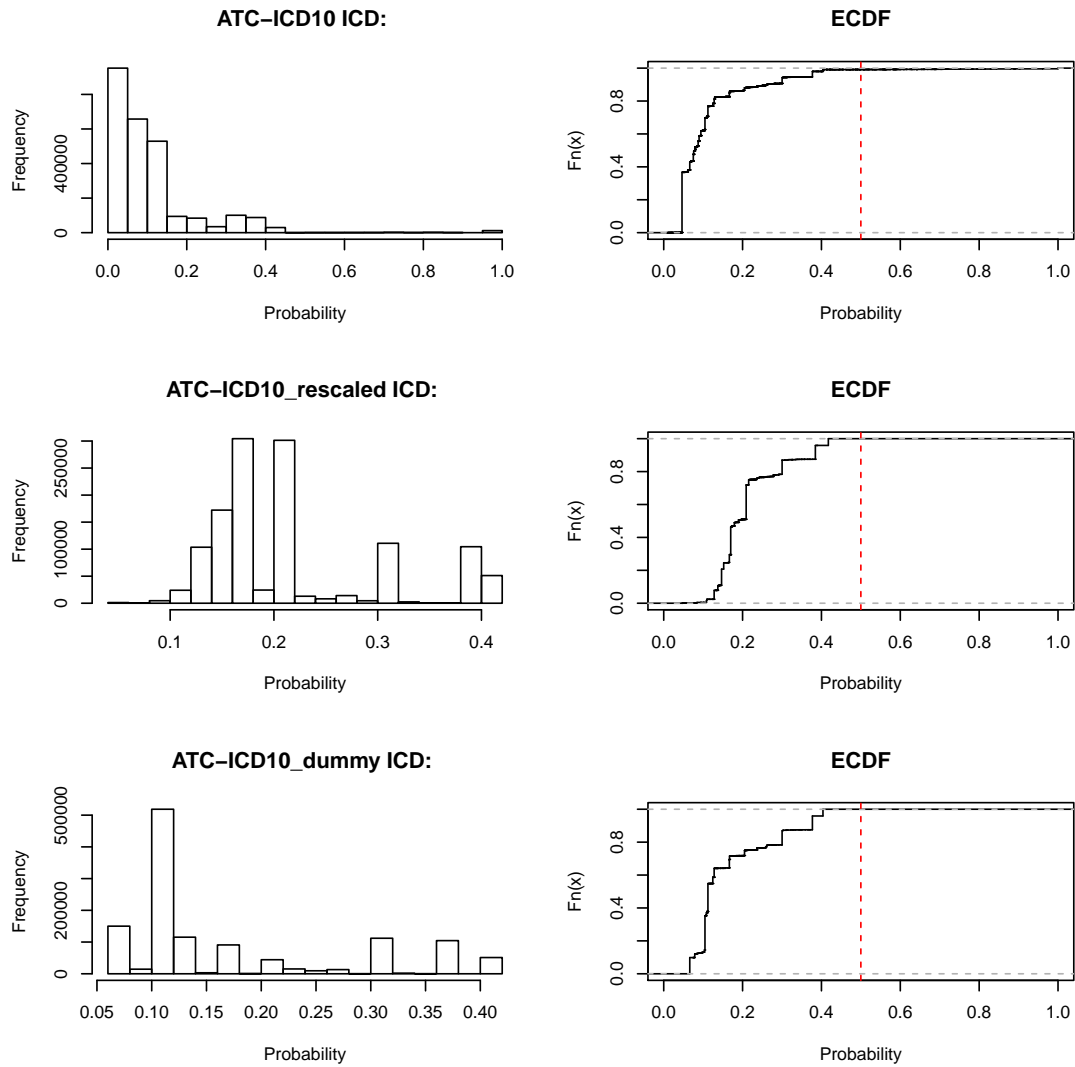 ATC−ICD10 ICD:
Frequency
0 400000
0.0 0.2 0.4 0.6 0.8 1.0
Probability
ECDF
Fn(x)
0.0 0.4 0.8
0.0 0.2 0.4 0.6 0.8 1.0
Probability
ATC−ICD10_rescaled ICD:
Frequency
0 100000 250000
0.1 0.2 0.3 0.4
Probability
ECDF
Fn(x)
0.0 0.4 0.8
0.0 0.2 0.4 0.6 0.8 1.0
Probability
ATC−ICD10_dummy ICD:
Frequency
0 200000 500000
0.05 0.10 0.15 0.20 0.25 0.30 0.35 0.40
Probability
ECDF
Fn(x)
0.0 0.4 0.8
0.0 0.2 0.4 0.6 0.8 1.0
Probability